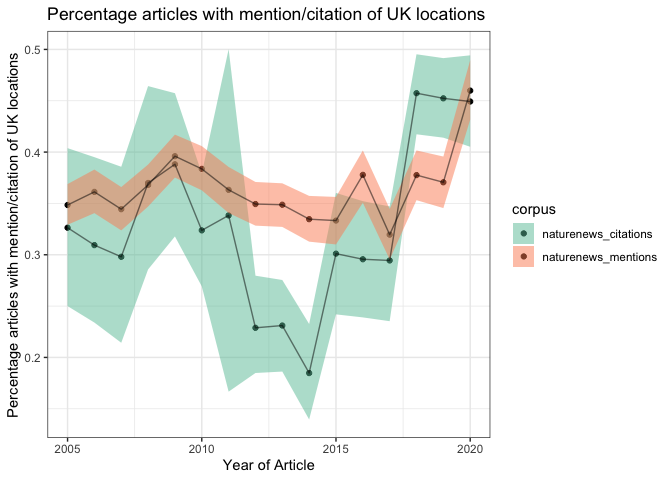 Percentage articles with mention/citation of UK locations
Percentage articles with mention/citation of UK locations
0.5
0.4
0.3
0.2
2005
2010
2015
2020
Year of Article
corpus
naturenews_citations
naturenews_mentions